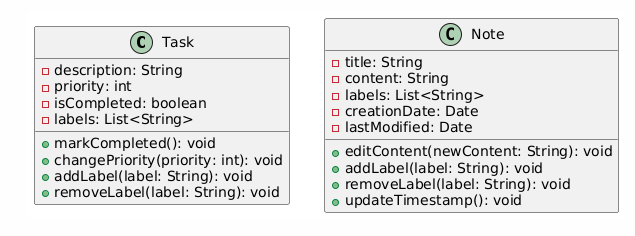 C Task
description: String
priority: int
isCompleted: boolean
labels: List<String>
markCompleted(): void
changePriority(priority: int): void
addLabel(label: String): void
removeLabel(label: String): void
C Note
title: String
content: String
labels: List<String>
creationDate: Date
lastModified: Date
editContent(newContent: String): void
addLabel(label: String): void
removeLabel(label: String): void
updateTimestamp(): void